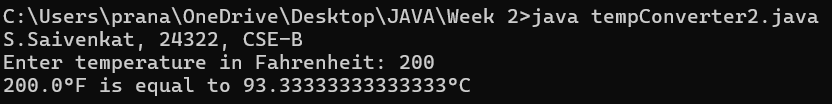 C:\Users\prana\OneDrive\Desktop\JAVA\Week 2>java tempConverter2.java
S.Saivenkat, 24322, CSE-B
Enter temperature in Fahrenheit: 200
200.0°F is equal to 93.33333333333333°C